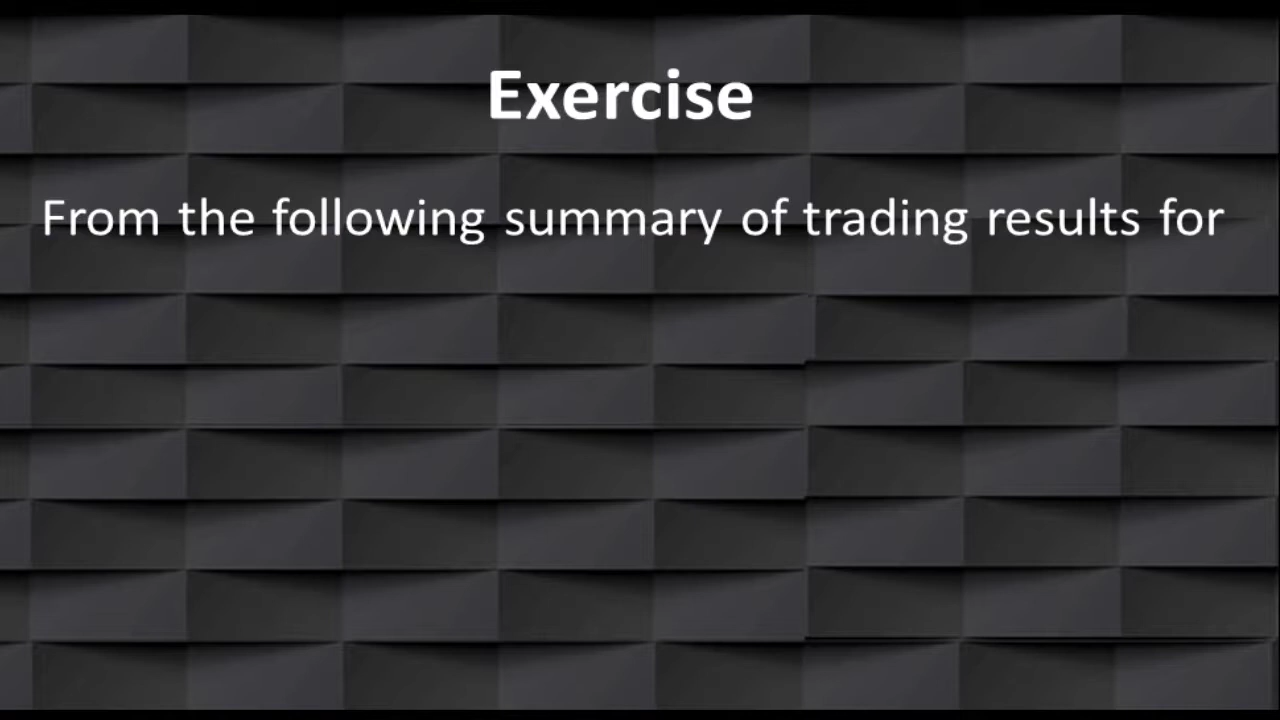 Exercise
From the following summary of trading results for